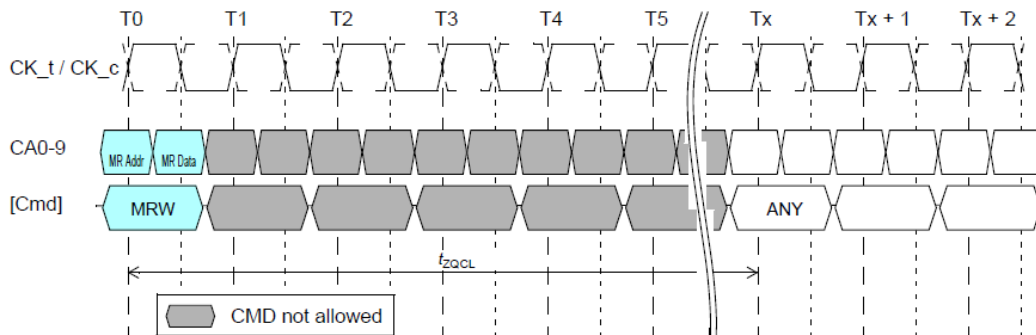 T0 T1 T2 T3 T4 T5 Tx Tx + 1 Tx + 2
CK_t / CK_c
CA0-9 MR Addr MR Data
[Cmd] MRW ANY
tZQCL
CMD not allowed